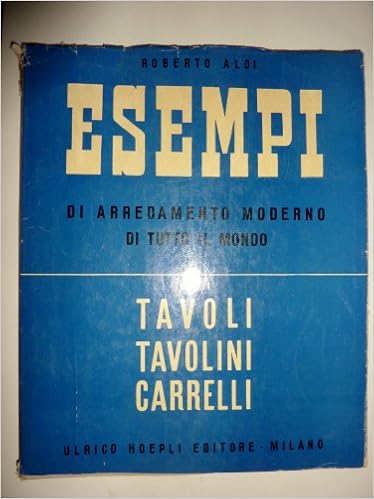 ROBERTO ALOI
ESEMPI
DI ARREDAMENTO MODERNO
DI TUTTO IL MONDO
TAVOLI
TAVOLINI
CARRELLI
ULRICO HOEPLI EDITORE - MILANO